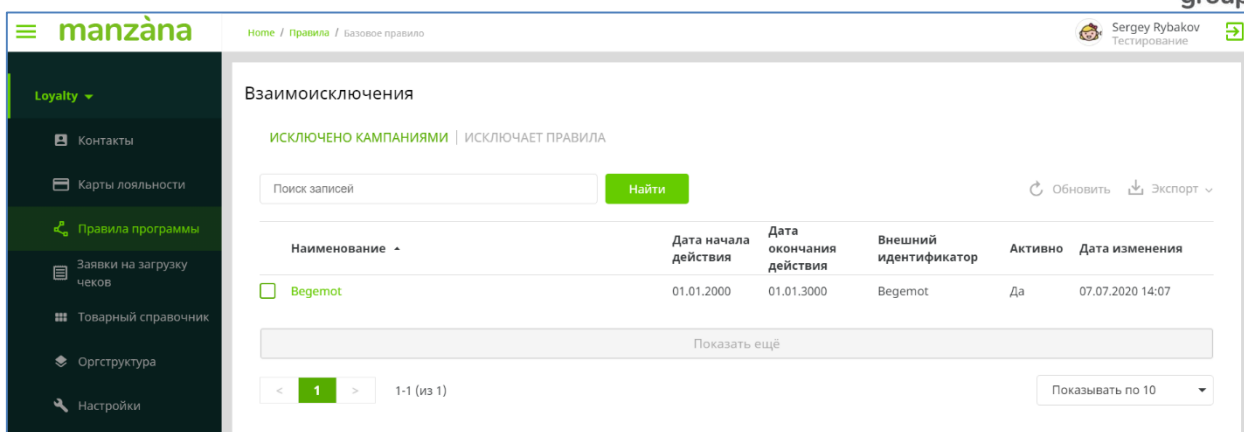 group
manzàna
Home / Правила / Базовое правило
Sergey Rybakov
Тестирование
Loyalty
Контакты
Карты лояльности
Правила программы
Заявки на загрузку
чеков
Товарный справочник
Оргструктура
Настройки
Взаимоисключения
ИСКЛЮЧЕНО КАМПАНИЯМИ | ИСКЛЮЧАЕТ ПРАВИЛА
Поиск записей
Найти
Обновить
Экспорт
Наименование
Дата начала
действия
Дата
окончания
действия
Внешний
идентификатор
Активно
Дата изменения
Begemot 01.01.2000 01.01.3000 Begemot Да 07.07.2020 14:07
Показать ещё
< 1 > 1-1 (из 1)
Показывать по 10